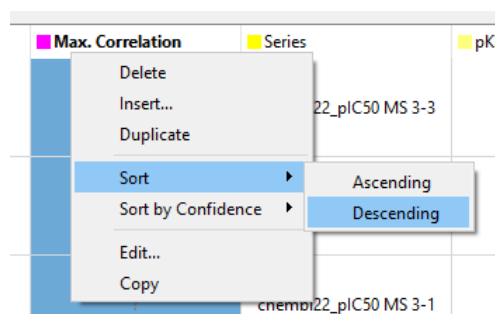 Max. Correlation Series pK
Delete
Insert...
22_pIC50 MS 3-3
Duplicate
Sort
Ascending
Sort by Confidence
Descending
Edit...
Copy
chembl22_pIC50 MS 3-1